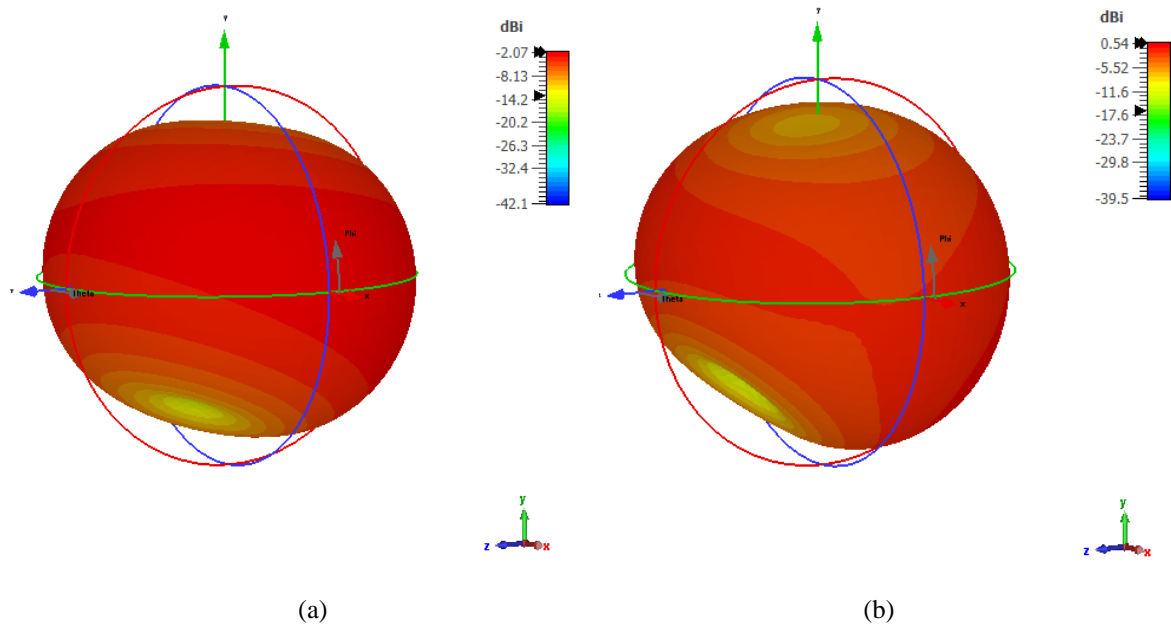 Y
dBi
-2.07
-8.13
-14.2
-20.2
-26.3
-32.4
-42.1
Phi
Theta
x
y
z
x
(a)
y
dBi
0.54
-5.52
-11.6
-17.6
-23.7
-29.8
-39.5
Phi
Theta
x
y
z
x
(b)